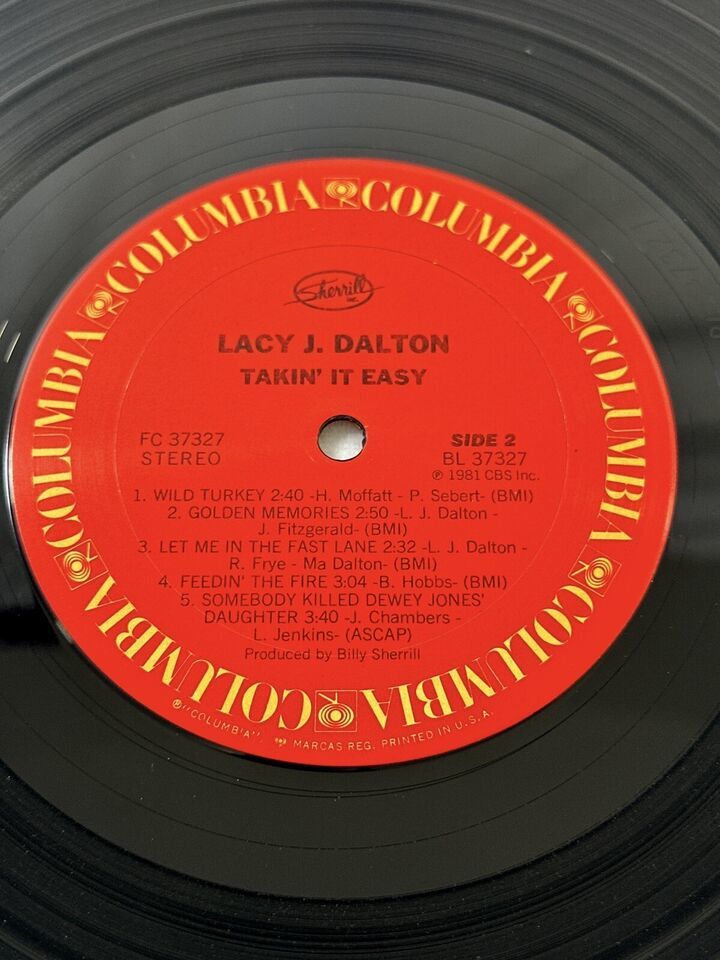 COLUMBIA COLUMBIA COLUMBIA COLUMBIA COLUMBIA COLUMBIA COLUMBIA
Sherrill
INC.
LACY J. DALTON
TAKIN' IT EASY
FC 37327
STEREO
SIDE 2
BL 37327
℗ 1981 CBS Inc.
1. WILD TURKEY 2:40 -H. Moffatt - P. Sebert- (BMI)
2. GOLDEN MEMORIES 2:50 -L. J. Dalton -
J. Fitzgerald- (BMI)
3. LET ME IN THE FAST LANE 2:32 -L. J. Dalton -
R. Frye - Ma Dalton- (BMI)
4. FEEDIN' THE FIRE 3:04 -B. Hobbs- (BMI)
5. SOMEBODY KILLED DEWEY JONES'
DAUGHTER 3:40 -J. Chambers -
L. Jenkins- (ASCAP)
Produced by Billy Sherrill
®"COLUMBIA", MARCAS REG. PRINTED IN U.S.A.